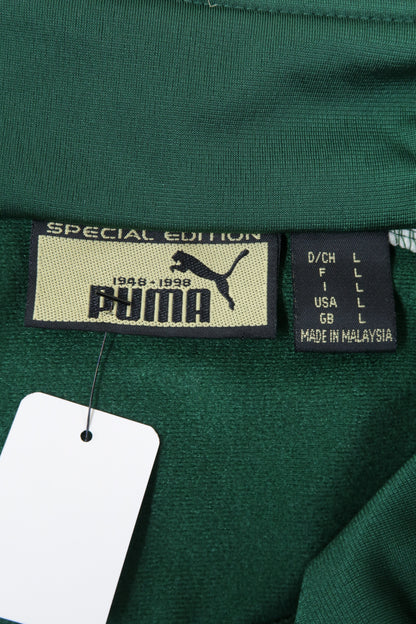 SPECIAL EDITION
1948 - 1998
PUMA
D/CH L
F L
I L
USA L
GB L
MADE IN MALAYSIA